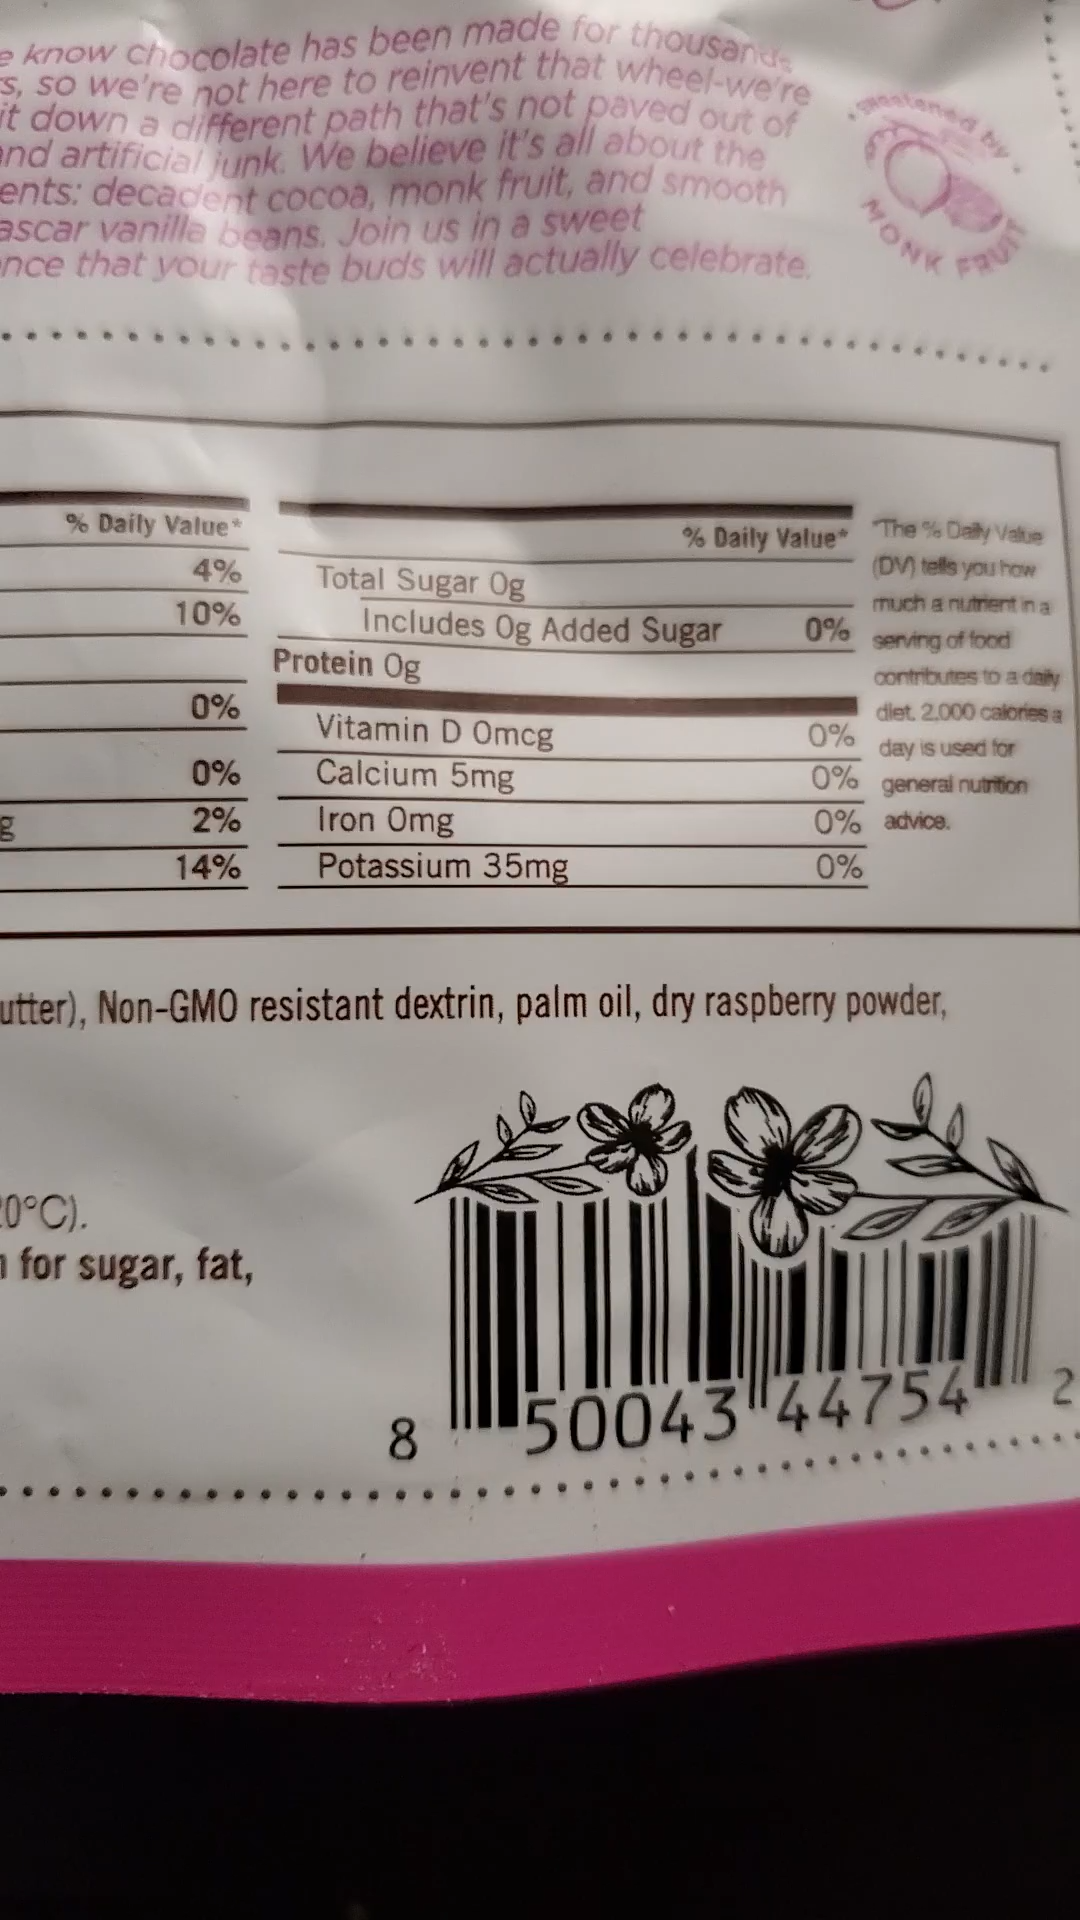 e know chocolate has been made for thousands
s, so we're not here to reinvent that wheel-we're
it down a different path that's not paved out of
and artificial junk. We believe it's all about the
ents: decadent cocoa, monk fruit, and smooth
ascar vanilla beans. Join us in a sweet
nce that your taste buds will actually celebrate.
sweetened by
MONK FRUIT
% Daily Value*
4%
10%
0%
0%
g 2%
14%
% Daily Value*
Total Sugar 0g
Includes 0g Added Sugar 0%
Protein 0g
Vitamin D 0mcg 0%
Calcium 5mg 0%
Iron 0mg 0%
Potassium 35mg 0%
*The % Daily Value
(DV) tells you how
much a nutrient in a
serving of food
contributes to a daily
diet. 2,000 calories a
day is used for
general nutrition
advice.
utter), Non-GMO resistant dextrin, palm oil, dry raspberry powder,
20°C).
n for sugar, fat,
8 50043 44754 2